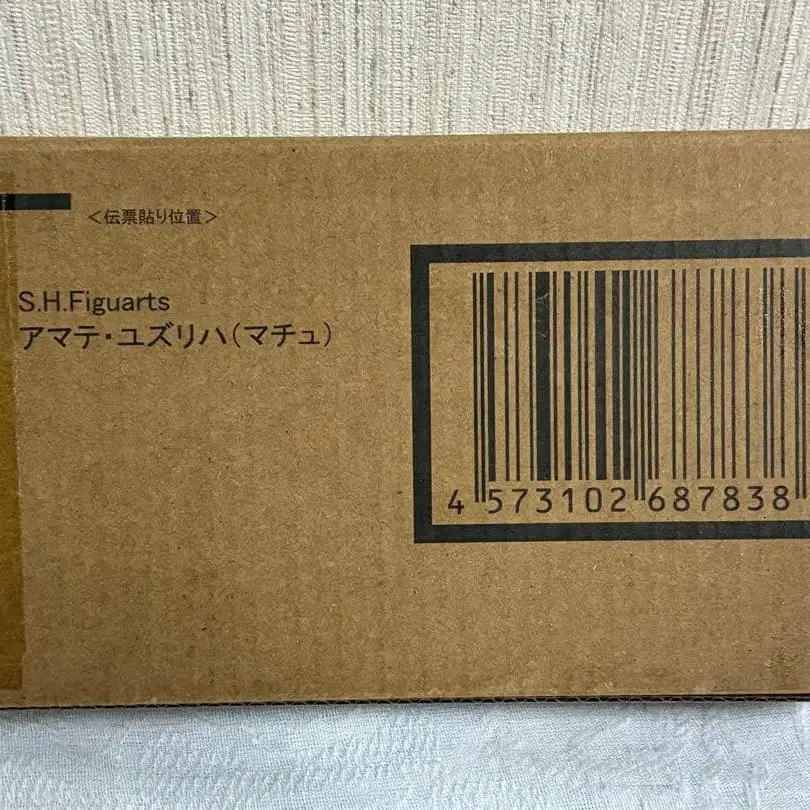 ＜伝票貼り位置＞
S.H.Figuarts
アマテ・ユズリハ（マチュ）
4 573102 687838